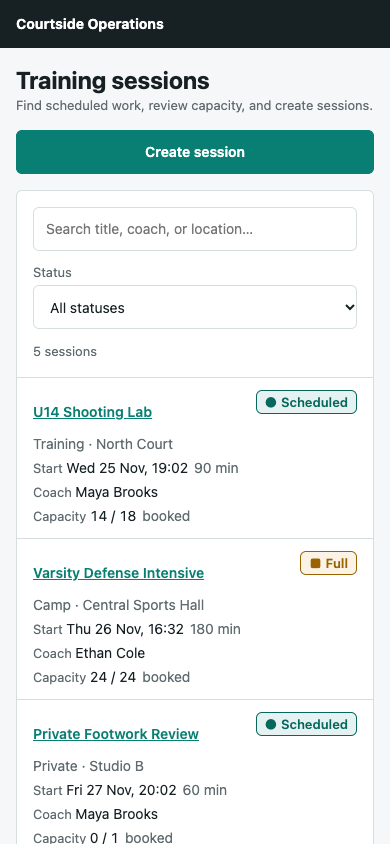 Courtside Operations
Training sessions
Find scheduled work, review capacity, and create sessions.
Create session
Search title, coach, or location...
Status
All statuses
5 sessions
Scheduled
U14 Shooting Lab
Training · North Court
Start Wed 25 Nov, 19:02 90 min
Coach Maya Brooks
Capacity 14 / 18 booked
Full
Varsity Defense Intensive
Camp · Central Sports Hall
Start Thu 26 Nov, 16:32 180 min
Coach Ethan Cole
Capacity 24 / 24 booked
Scheduled
Private Footwork Review
Private · Studio B
Start Fri 27 Nov, 20:02 60 min
Coach Maya Brooks
Capacity 0 / 1 booked